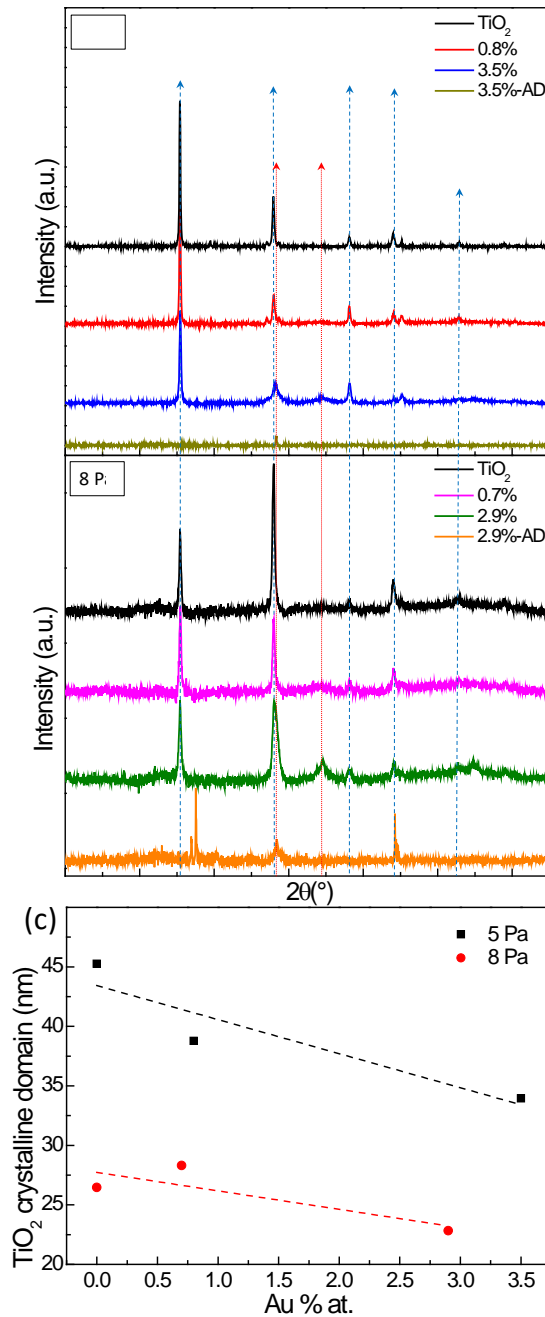 TiO2
0.8%
3.5%
3.5%-AD
Intensity (a.u.)
8 P
TiO2
0.7%
2.9%
2.9%-AD
Intensity (a.u.)
2θ(°)
(c)
5 Pa
8 Pa
45
40
35
30
25
20
TiO2 crystalline domain (nm)
0.0 0.5 1.0 1.5 2.0 2.5 3.0 3.5
Au % at.